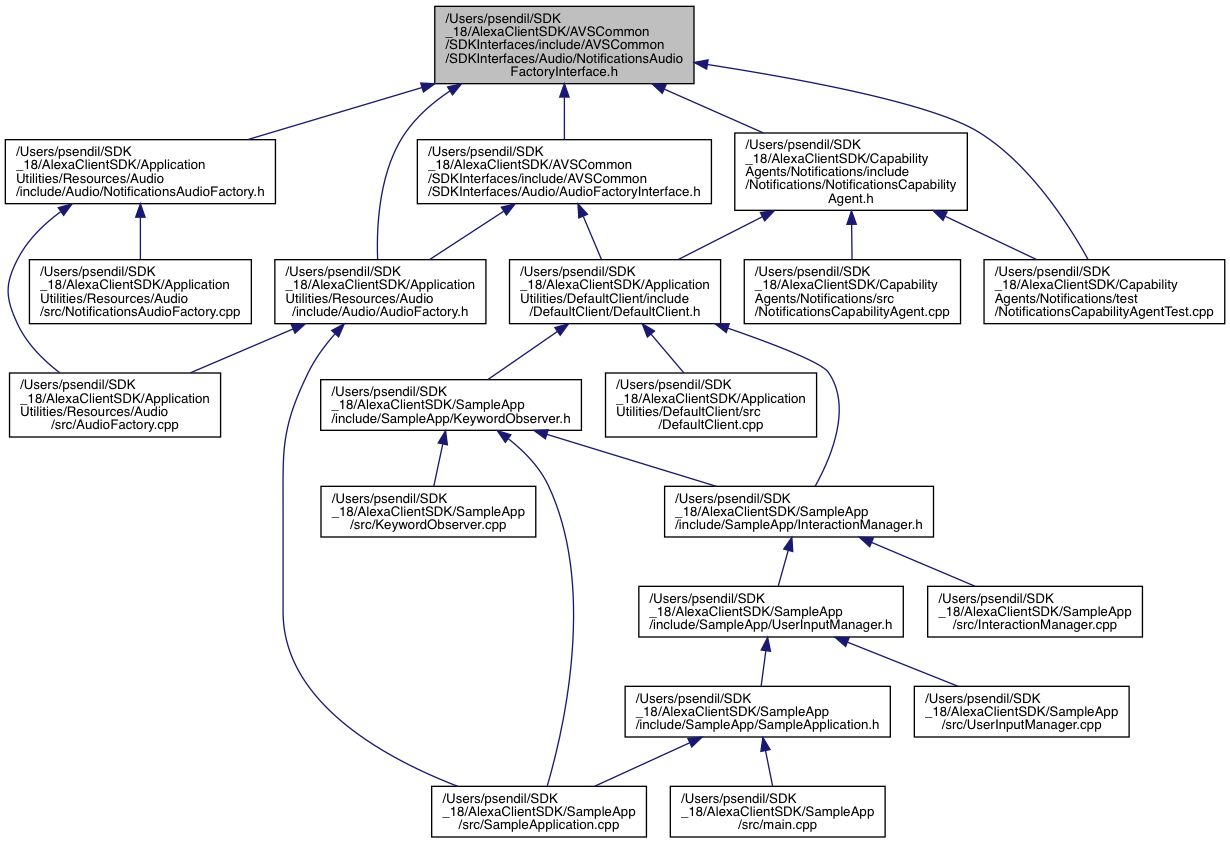 /Users/psendil/SDK
_18/AlexaClientSDK/AVSCommon
/SDKInterfaces/include/AVSCommon
/SDKInterfaces/Audio/NotificationsAudio
FactoryInterface.h
/Users/psendil/SDK
_18/AlexaClientSDK/Application
Utilities/Resources/Audio
/include/Audio/NotificationsAudioFactory.h
/Users/psendil/SDK
_18/AlexaClientSDK/AVSCommon
/SDKInterfaces/include/AVSCommon
/SDKInterfaces/Audio/AudioFactoryInterface.h
/Users/psendil/SDK
_18/AlexaClientSDK/Capability
Agents/Notifications/include
/Notifications/NotificationsCapability
Agent.h
/Users/psendil/SDK
_18/AlexaClientSDK/Application
Utilities/Resources/Audio
/src/NotificationsAudioFactory.cpp
/Users/psendil/SDK
_18/AlexaClientSDK/Application
Utilities/Resources/Audio
/include/Audio/AudioFactory.h
/Users/psendil/SDK
_18/AlexaClientSDK/Application
Utilities/DefaultClient/include
/DefaultClient/DefaultClient.h
/Users/psendil/SDK
_18/AlexaClientSDK/Capability
Agents/Notifications/src
/NotificationsCapabilityAgent.cpp
/Users/psendil/SDK
_18/AlexaClientSDK/Capability
Agents/Notifications/test
/NotificationsCapabilityAgentTest.cpp
/Users/psendil/SDK
_18/AlexaClientSDK/Application
Utilities/Resources/Audio
/src/AudioFactory.cpp
/Users/psendil/SDK
_18/AlexaClientSDK/SampleApp
/include/SampleApp/KeywordObserver.h
/Users/psendil/SDK
_18/AlexaClientSDK/Application
Utilities/DefaultClient/src
/DefaultClient.cpp
/Users/psendil/SDK
_18/AlexaClientSDK/SampleApp
/src/KeywordObserver.cpp
/Users/psendil/SDK
_18/AlexaClientSDK/SampleApp
/include/SampleApp/InteractionManager.h
/Users/psendil/SDK
_18/AlexaClientSDK/SampleApp
/include/SampleApp/UserInputManager.h
/Users/psendil/SDK
_18/AlexaClientSDK/SampleApp
/src/InteractionManager.cpp
/Users/psendil/SDK
_18/AlexaClientSDK/SampleApp
/include/SampleApp/SampleApplication.h
/Users/psendil/SDK
_18/AlexaClientSDK/SampleApp
/src/UserInputManager.cpp
/Users/psendil/SDK
_18/AlexaClientSDK/SampleApp
/src/SampleApplication.cpp
/Users/psendil/SDK
_18/AlexaClientSDK/SampleApp
/src/main.cpp